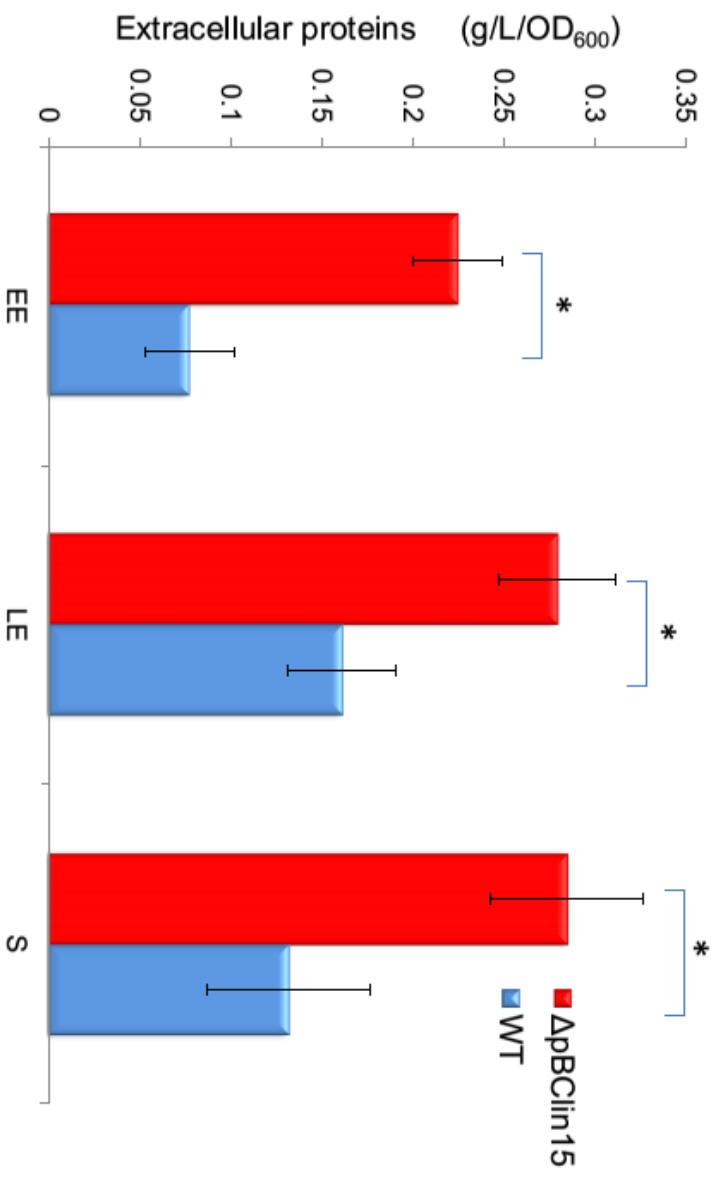 Extracellular proteins (g/L/OD600)
0.35
0.3
0.25
0.2
0.15
0.1
0.05
0
*
*
*
ΔpBClin15
WT
EE LE S